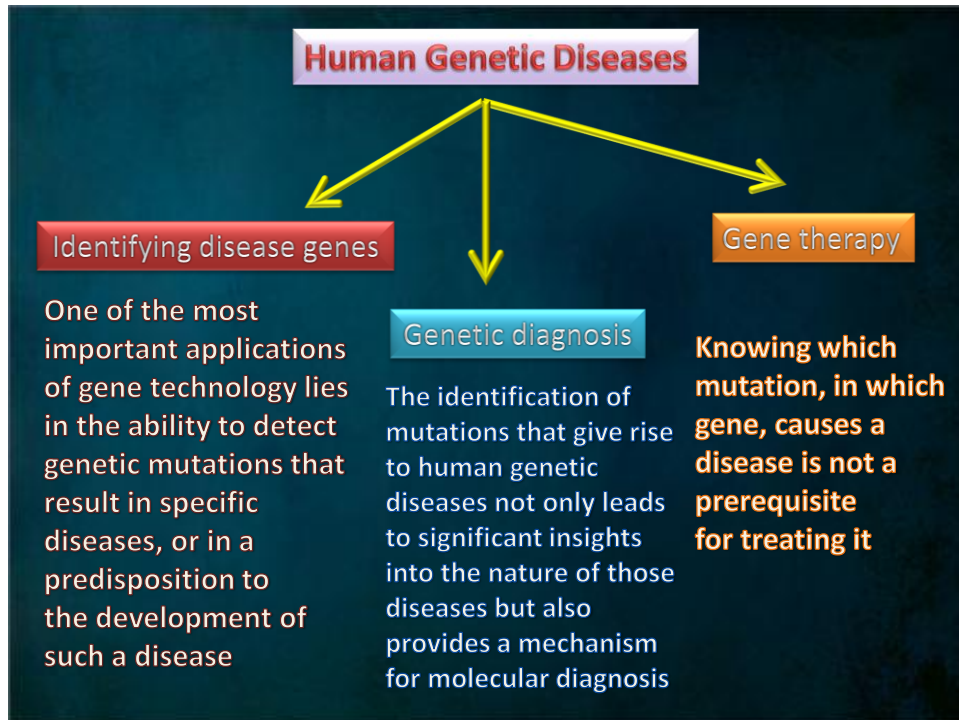 Human Genetic Diseases
Identifying disease genes
One of the most
important applications
of gene technology lies
in the ability to detect
genetic mutations that
result in specific
diseases, or in a
predisposition to
the development of
such a disease
Genetic diagnosis
The identification of
mutations that give rise
to human genetic
diseases not only leads
to significant insights
into the nature of those
diseases but also
provides a mechanism
for molecular diagnosis
Gene therapy
Knowing which
mutation, in which
gene, causes a
disease is not a
prerequisite
for treating it